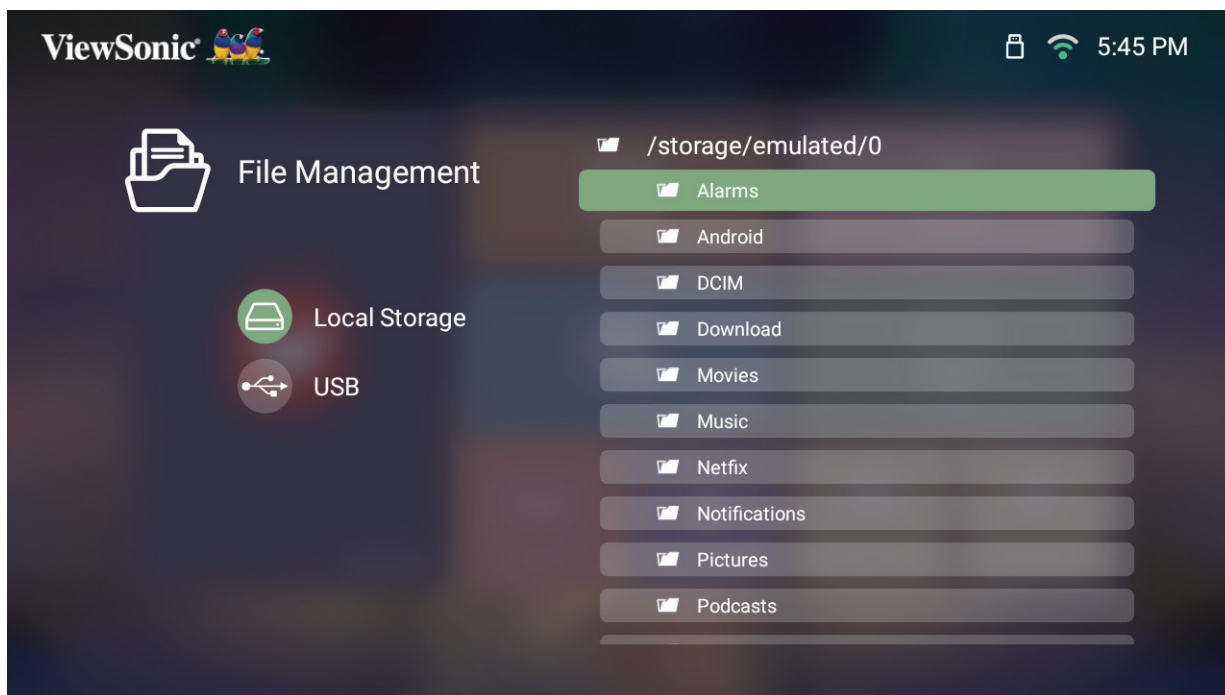 ViewSonic
5:45 PM
File Management
/storage/emulated/0
Alarms
Android
DCIM
Local Storage
Download
USB
Movies
Music
Netfix
Notifications
Pictures
Podcasts